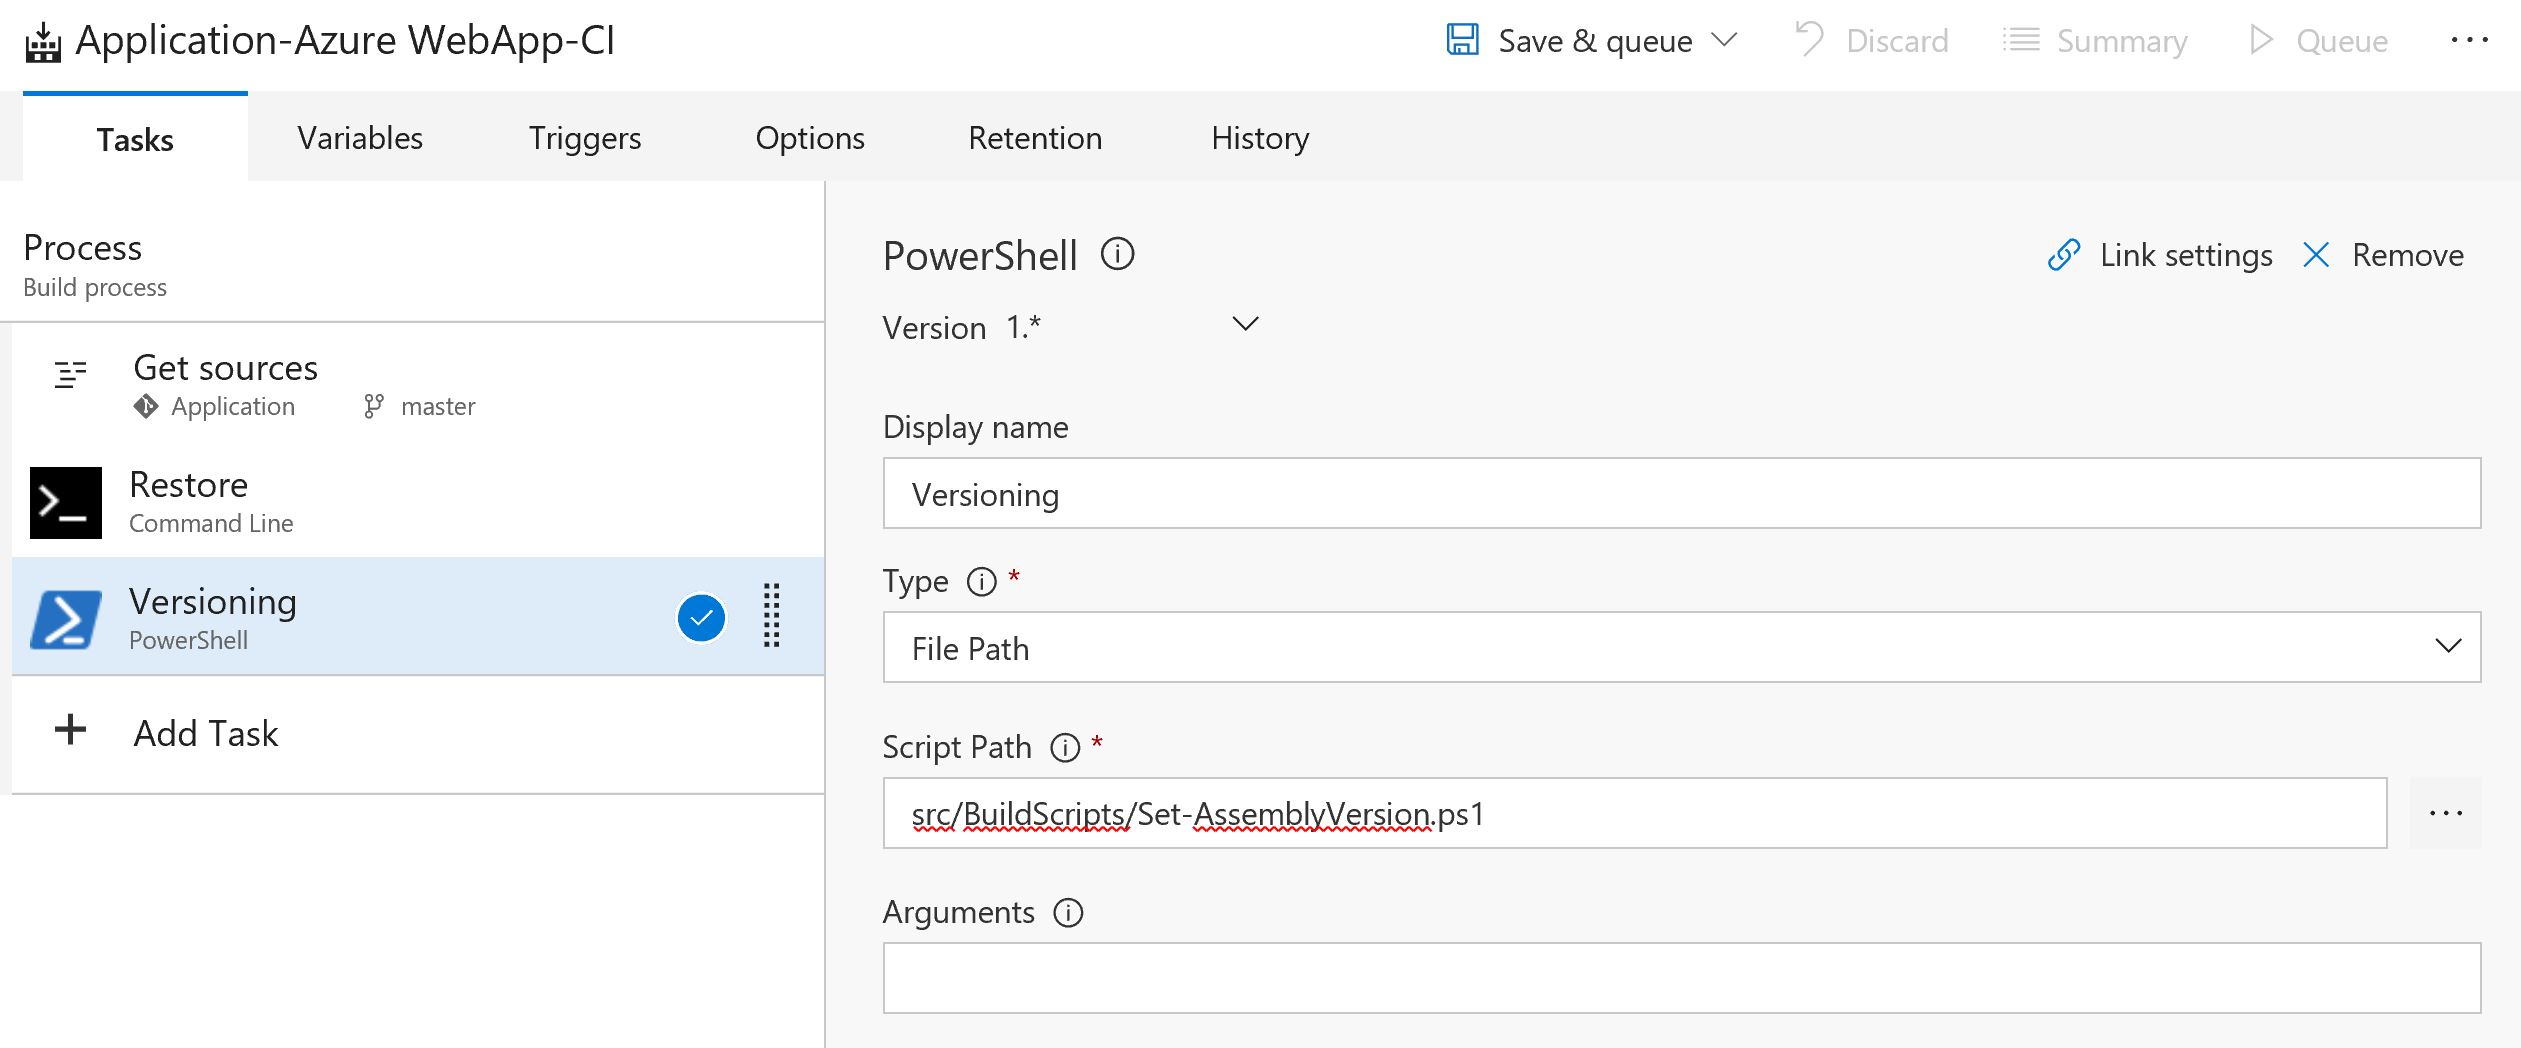 Application-Azure WebApp-CI
Save & queue
Discard
Summary
Queue
Tasks
Variables
Triggers
Options
Retention
History
Process
Build process
Get sources
Application
master
Restore
Command Line
Versioning
PowerShell
Add Task
PowerShell
Link settings
Remove
Version 1.*
Display name
Versioning
Type *
File Path
Script Path *
src/BuildScripts/Set-AssemblyVersion.ps1
Arguments